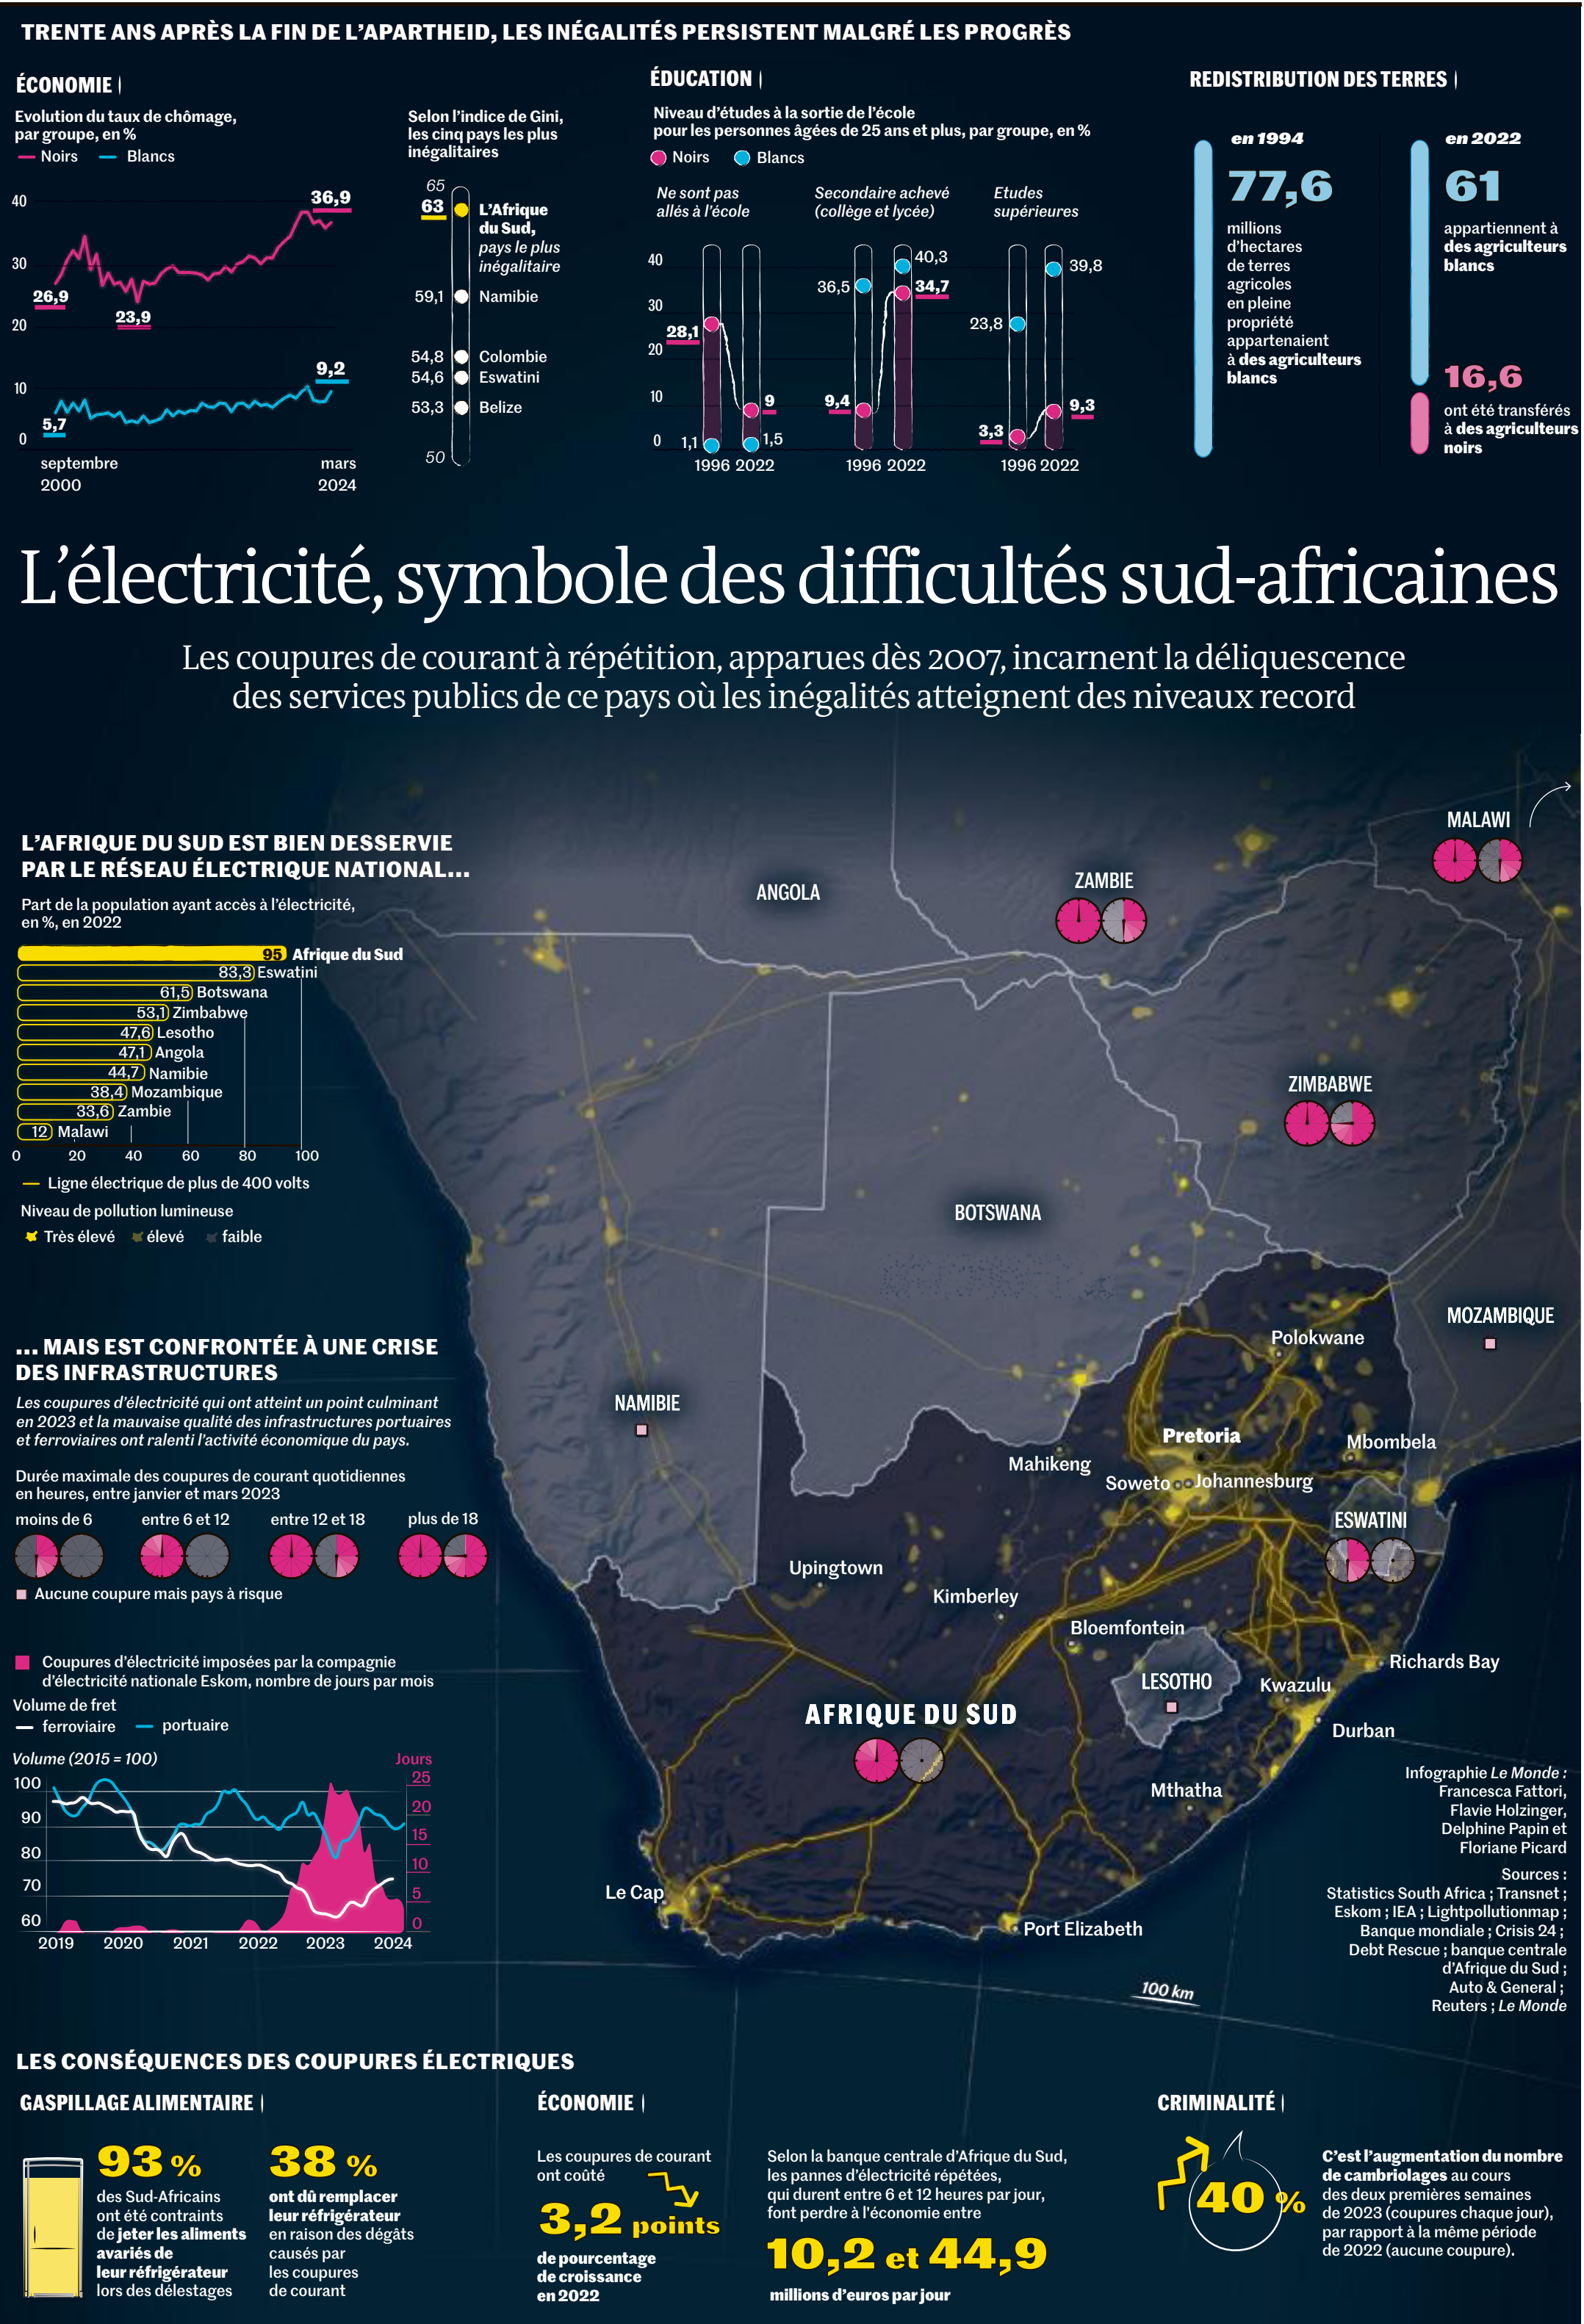 TRENTE ANS APRÈS LA FIN DE L'APARTHEID, LES INÉGALITÉS PERSISTENT MALGRÉ LES PROGRÈS
ÉCONOMIE
Evolution du taux de chômage,
par groupe, en %
Noirs
Blancs
40
30
20
10
0
36,9
26,9
23,9
9,2
5,7
septembre
2000
mars
2024
Selon l'indice de Gini,
les cinq pays les plus
inégalitaires
65
63
L'Afrique
du Sud,
pays le plus
inégalitaire
59,1
Namibie
54,8
Colombie
54,6
Eswatini
53,3
Belize
50
ÉDUCATION
Niveau d'études à la sortie de l'école
pour les personnes âgées de 25 ans et plus, par groupe, en %
Noirs
Blancs
Ne sont pas
allés à l'école
Secondaire achevé
(collège et lycée)
Etudes
supérieures
40
30
20
10
0
28,1
9
1,1
1,5
1996 2022
36,5
40,3
34,7
9,4
1996 2022
23,8
39,8
3,3
9,3
1996 2022
REDISTRIBUTION DES TERRES
en 1994
77,6
millions
d'hectares
de terres
agricoles
en pleine
propriété
appartenaient
à des agriculteurs
blancs
en 2022
61
appartiennent à
des agriculteurs
blancs
16,6
ont été transférés
à des agriculteurs
noirs
L'électricité, symbole des difficultés sud-africaines
Les coupures de courant à répétition, apparues dès 2007, incarnent la déliquescence
des services publics de ce pays où les inégalités atteignent des niveaux record
L'AFRIQUE DU SUD EST BIEN DESSERVIE
PAR LE RÉSEAU ÉLECTRIQUE NATIONAL...
Part de la population ayant accès à l'électricité,
en %, en 2022
95 Afrique du Sud
83,3 Eswatini
61,5 Botswana
53,1 Zimbabwe
47,6 Lesotho
47,1 Angola
44,7 Namibie
38,4 Mozambique
33,6 Zambie
12 Malawi
0 20 40 60 80 100
Ligne électrique de plus de 400 volts
Niveau de pollution lumineuse
Très élevé
élevé
faible
... MAIS EST CONFRONTÉE À UNE CRISE
DES INFRASTRUCTURES
Les coupures d'électricité qui ont atteint un point culminant
en 2023 et la mauvaise qualité des infrastructures portuaires
et ferroviaires ont ralenti l'activité économique du pays.
Durée maximale des coupures de courant quotidiennes
en heures, entre janvier et mars 2023
moins de 6
entre 6 et 12
entre 12 et 18
plus de 18
Aucune coupure mais pays à risque
Coupures d'électricité imposées par la compagnie
d'électricité nationale Eskom, nombre de jours par mois
Volume de fret
ferroviaire
portuaire
Volume (2015 = 100)
Jours
100
90
80
70
60
25
20
15
10
5
0
2019 2020 2021 2022 2023 2024
ANGOLA
ZAMBIE
MALAWI
ZIMBABWE
BOTSWANA
MOZAMBIQUE
NAMIBIE
Polokwane
Pretoria
Mbombela
Mahikeng
Soweto
Johannesburg
ESWATINI
Upingtown
Kimberley
Bloemfontein
LESOTHO
Kwazulu
Richards Bay
AFRIQUE DU SUD
Durban
Mthatha
Le Cap
Port Elizabeth
100 km
Infographie Le Monde :
Francesca Fattori,
Flavie Holzinger,
Delphine Papin et
Floriane Picard
Sources :
Statistics South Africa ; Transnet ;
Eskom ; IEA ; Lightpollutionmap ;
Banque mondiale ; Crisis 24 ;
Debt Rescue ; banque centrale
d'Afrique du Sud ;
Auto & General ;
Reuters ; Le Monde
LES CONSÉQUENCES DES COUPURES ÉLECTRIQUES
GASPILLAGE ALIMENTAIRE
93 %
des Sud-Africains
ont été contraints
de jeter les aliments
avariés de
leur réfrigérateur
lors des délestages
38 %
ont dû remplacer
leur réfrigérateur
en raison des dégâts
causés par
les coupures
de courant
ÉCONOMIE
Les coupures de courant
ont coûté
3,2 points
de pourcentage
de croissance
en 2022
Selon la banque centrale d'Afrique du Sud,
les pannes d'électricité répétées,
qui durent entre 6 et 12 heures par jour,
font perdre à l'économie entre
10,2 et 44,9
millions d'euros par jour
CRIMINALITÉ
40 %
C'est l'augmentation du nombre
de cambriolages au cours
des deux premières semaines
de 2023 (coupures chaque jour),
par rapport à la même période
de 2022 (aucune coupure).